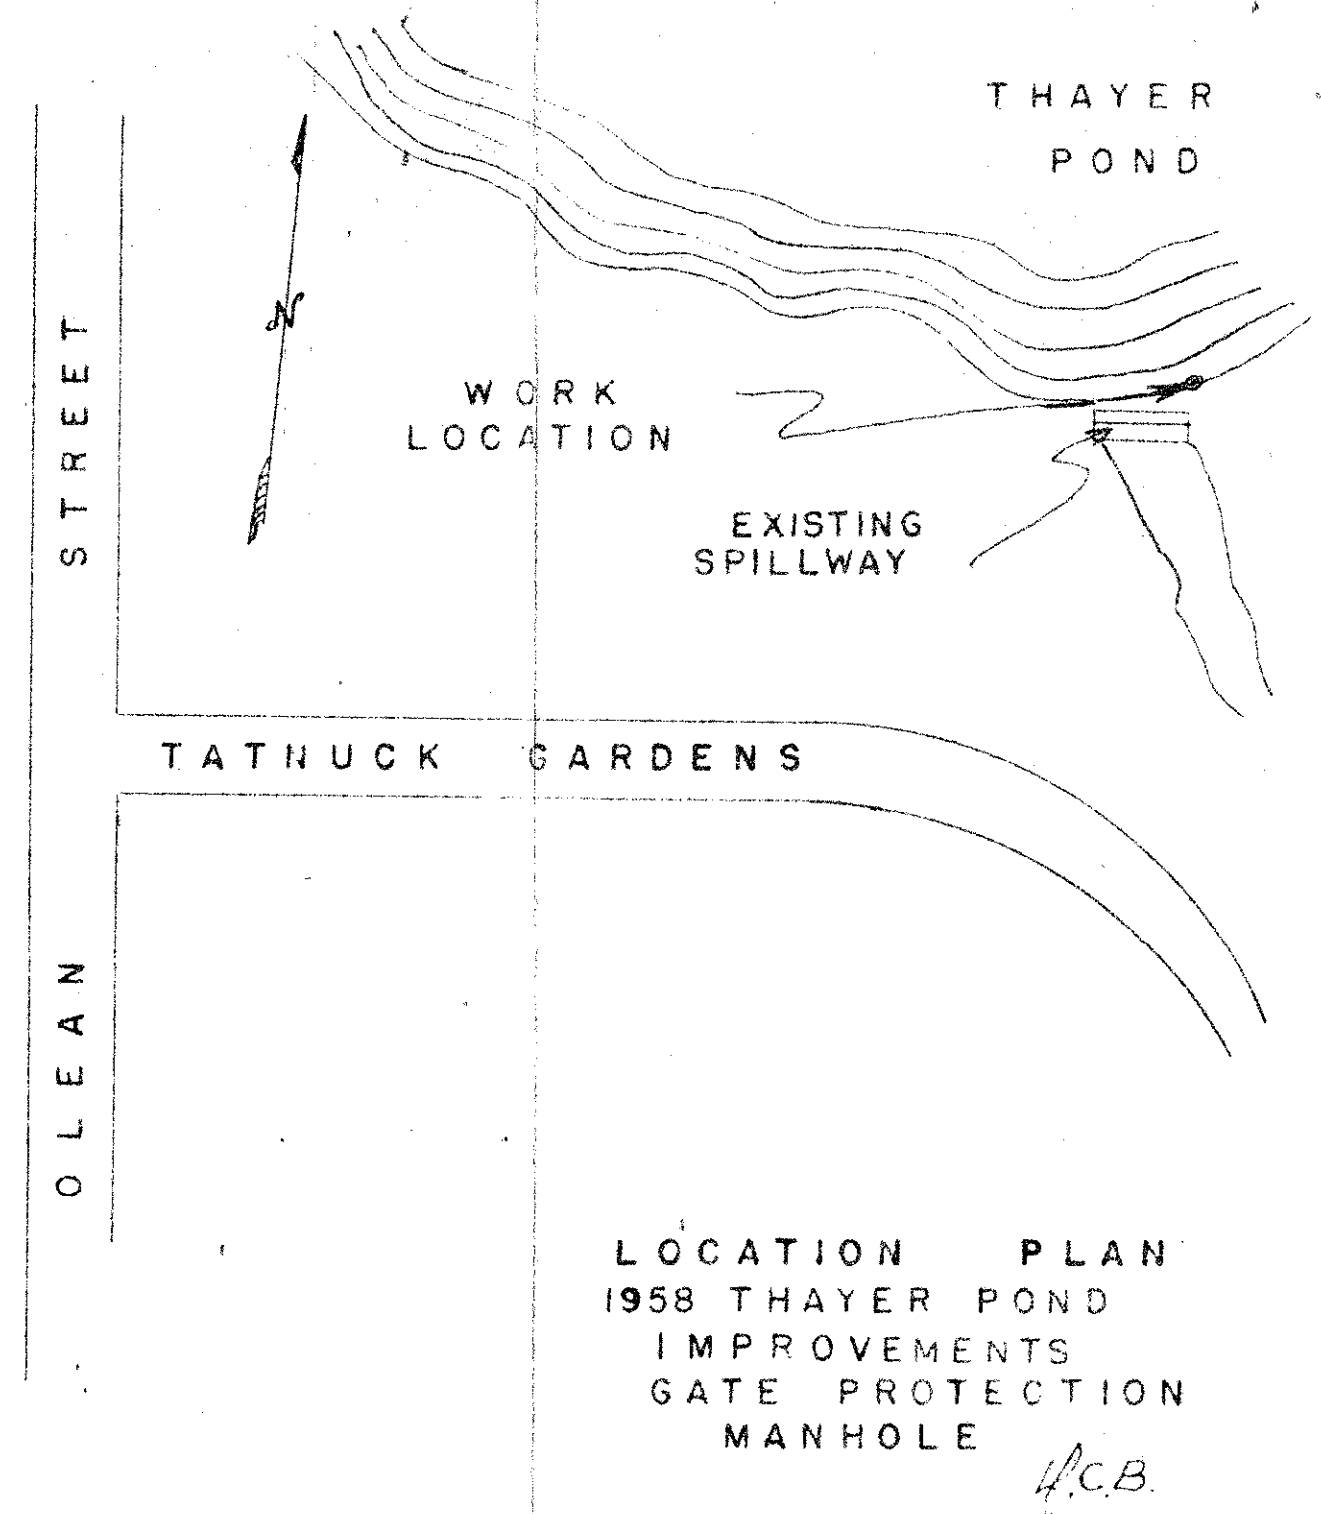 THAYER
POND
N
WORK
LOCATION
EXISTING
SPILLWAY
OLEAN STREET
TATNUCK GARDENS
LOCATION PLAN
1958 THAYER POND
IMPROVEMENTS
GATE PROTECTION
MANHOLE
H.C.B.